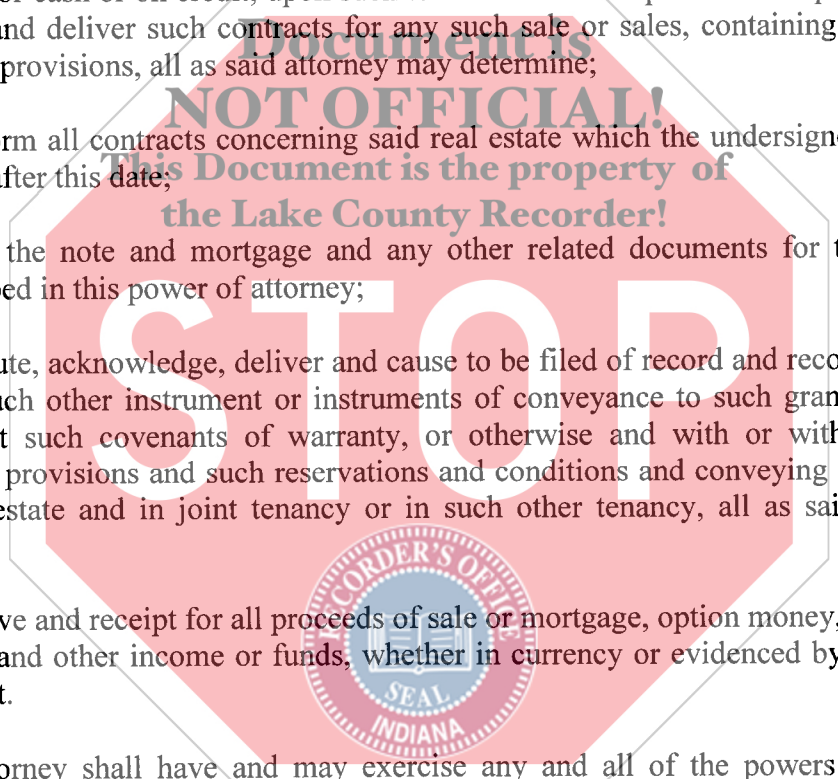 and deliver such contracts for any such sale or sales, containing
Document is
provisions, all as said attorney may determine;
NOT OFFICIAL!
rm all contracts concerning said real estate which the undersign
This Document is the property of
after this date;
the Lake County Recorder!
the note and mortgage and any other related documents for t
ed in this power of attorney;
STOP
ute, acknowledge, deliver and cause to be filed of record and reco
ch other instrument or instruments of conveyance to such gran
t such covenants of warranty, or otherwise and with or with
provisions and such reservations and conditions and conveying
estate and in joint tenancy or in such other tenancy, all as sai
RECORDER'S OFFICE
ve and receipt for all proceeds of sale or mortgage, option money,
and other income or funds, whether in currency or evidenced by
t.
SEAL
INDIANA
orney shall have and may exercise any and all of the powers